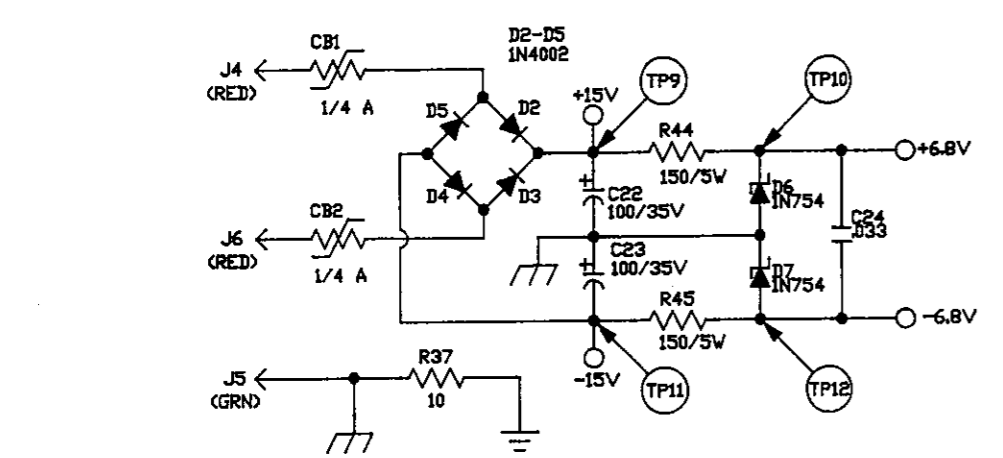 CB1
J4
(RED)
1/4 A
D2-D5
1N4002
D5
D2
D4
D3
CB2
J6
(RED)
1/4 A
+15V
TP9
TP10
R44
150/5W
+6.8V
+
C22
100/35V
D6
1N754
C24
.033
+
C23
100/35V
D7
1N754
R45
150/5W
-6.8V
-15V
TP11
TP12
J5
(GRN)
R37
10